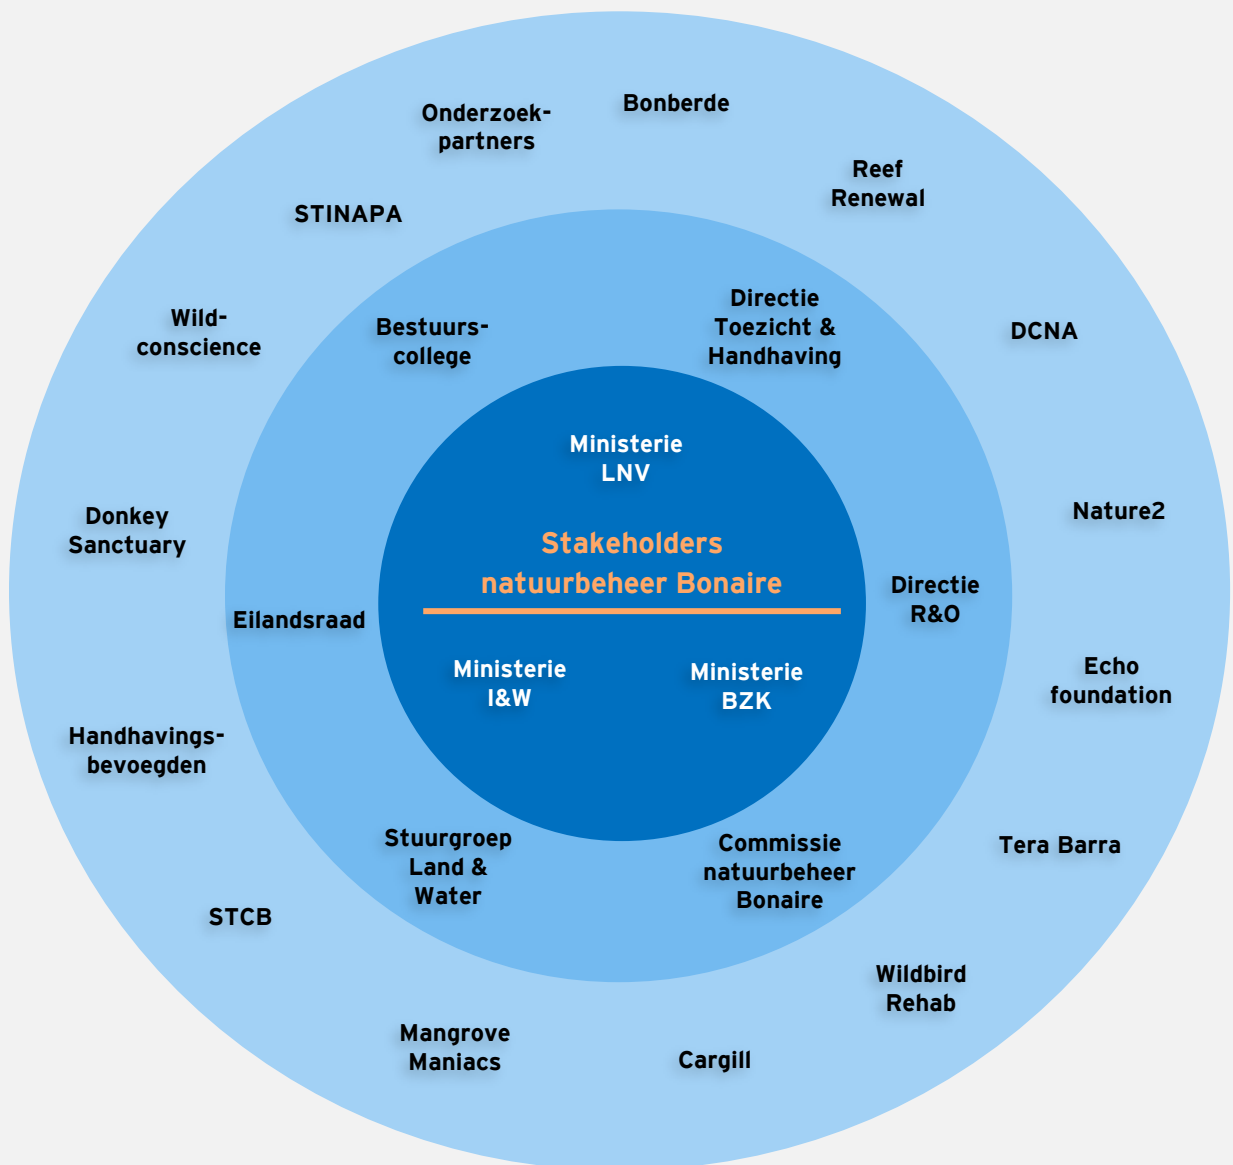 Bonberde
Onderzoek-
partners
Reef
Renewal
STINAPA
Wild-
conscience
DCNA
Bestuurs-
college
Directie
Toezicht &
Handhaving
Ministerie
LNV
Stakeholders
natuurbeheer Bonaire
Ministerie
I&W
Ministerie
BZK
Donkey
Sanctuary
Nature2
Eilandsraad
Directie
R&O
Echo
foundation
Handhavings-
bevoegden
Stuurgroep
Land &
Water
Commissie
natuurbeheer
Bonaire
Tera Barra
STCB
Wildbird
Rehab
Mangrove
Maniacs
Cargill